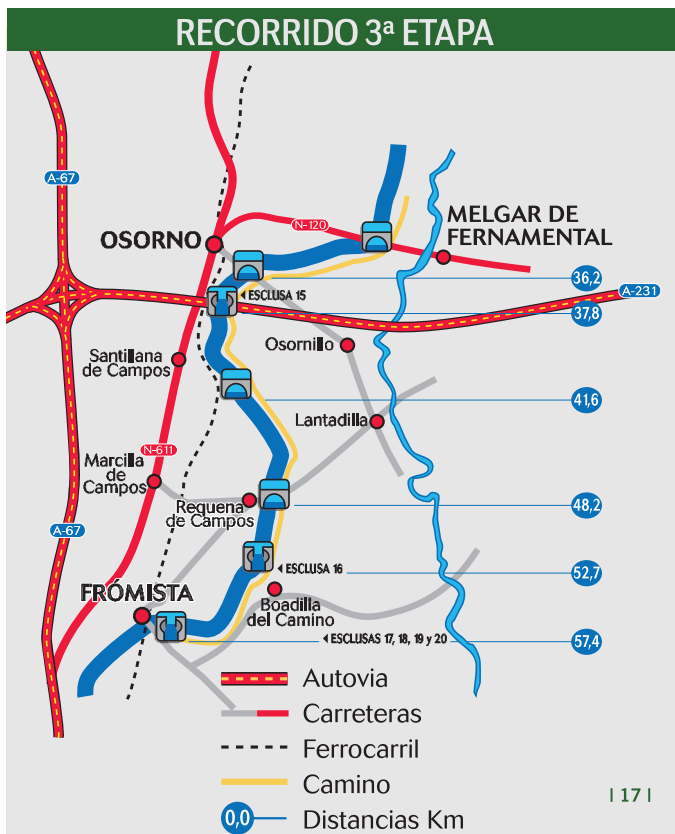 RECORRIDO 3ª ETAPA
A-67
N-120
MELGAR DE
FERNAMENTAL
OSORNO
36,2
A-231
ESCLUSA 15
37,8
Santillana
de Campos
Osornillo
41,6
Lantadilla
N-611
Marcilla
de
Campos
Requena
de Campos
48,2
A-67
ESCLUSA 16
52,7
FRÓMISTA
Boadilla
del Camino
ESCLUSAS 17, 18, 19 y 20
57,4
Autovia
Carreteras
Ferrocarril
Camino
0,0
Distancias Km
| 17 |